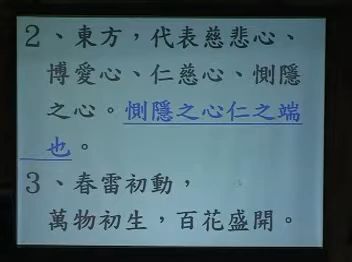 2、東方，代表慈悲心、
博愛心、仁慈心、惻隱
之心。惻隱之心仁之端
也。
3、春雷初動，
萬物初生，百花盛開。